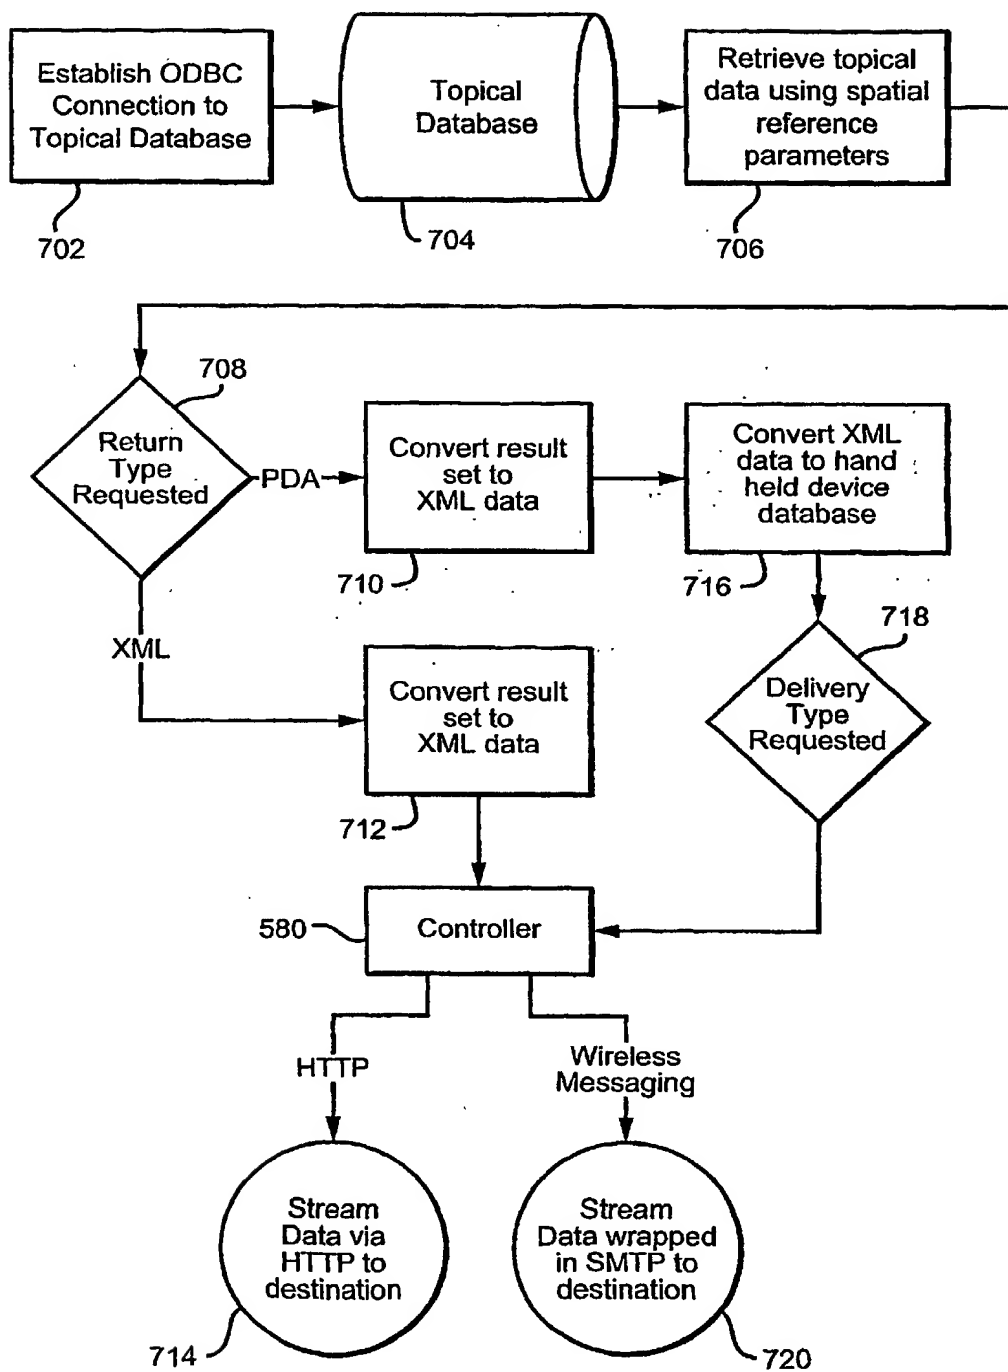 Establish ODBC
Connection to
Topical Database
702
Topical
Database
704
Retrieve topical
data using spatial
reference
parameters
706
708
Return
Type
Requested
PDA
Convert result
set to
XML data
710
Convert XML
data to hand
held device
database
716
718
Delivery
Type
Requested
XML
Convert result
set to
XML data
712
580
Controller
HTTP
Wireless
Messaging
Stream
Data via
HTTP to
destination
714
Stream
Data wrapped
in SMTP to
destination
720